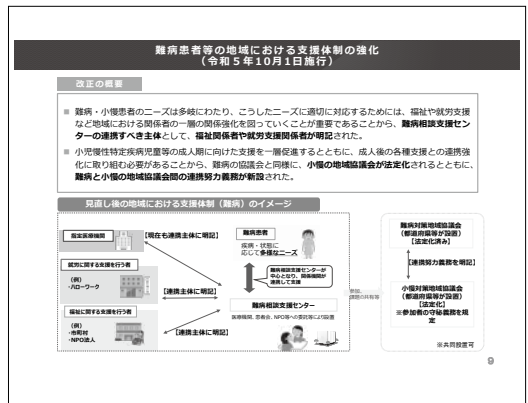 難病患者等の地域における支援体制の強化
（令和５年10月1日施行）
改正の概要
■ 難病・小慢患者のニーズは多岐にわたり、こうしたニーズに適切に対応するためには、福祉や就労支援
など地域における関係者の一層の関係強化を図っていくことが重要であることから、難病相談支援セン
ターの連携すべき主体として、福祉関係者や就労支援関係者が明記された。
■ 小児慢性特定疾病児童等の成人期に向けた支援を一層促進するとともに、成人後の各種支援との連携強
化に取り組む必要があることから、難病の協議会と同様に、小慢の地域協議会が法定化されるとともに、
難病と小慢の地域協議会間の連携努力義務が新設された。
見直し後の地域における支援体制（難病）のイメージ
指定医療機関
【現在も連携主体に明記】
就労に関する支援を行う者
（例）
・ハローワーク
【連携主体に明記】
福祉に関する支援を行う者
（例）
・市町村
・NPO法人
【連携主体に明記】
難病患者
疾病・状態に
応じて多様なニーズ
難病相談支援センターが
中心となり、関係機関が
連携して支援
難病相談支援センター
医療機関、患者会、NPO等への委託等により設置
参加、
課題の共有等
難病対策地域協議会
（都道府県等が設置）
【法定化済み】
【連携努力義務を明記】
小慢対策地域協議会
（都道府県等が設置）
【法定化】
※参加者の守秘義務を規
定
※共同設置可
9